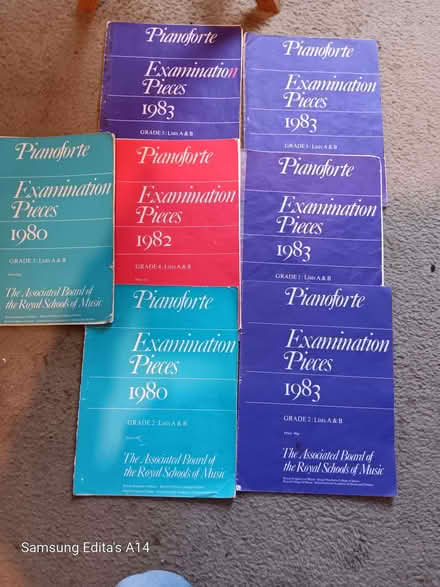 Pianoforte
Examination
Pieces
1983
GRADE 5: Lists A & B
Pianoforte
Examination
Pieces
1983
Pianoforte
Examination
Pieces
1980
GRADE 3: Lists A & B
The Associated Board of
the Royal Schools of Music
Pianoforte
Examination
Pieces
1982
GRADE 4: Lists A & B
Pianoforte
Examination
Pieces
1983
GRADE 1: Lists A & B
Pianoforte
Examination
Pieces
1980
GRADE 2: Lists A & B
The Associated Board of
the Royal Schools of Music
Pianoforte
Examination
Pieces
1983
GRADE 2: Lists A & B
The Associated Board of
the Royal Schools of Music
Samsung Edita's A14